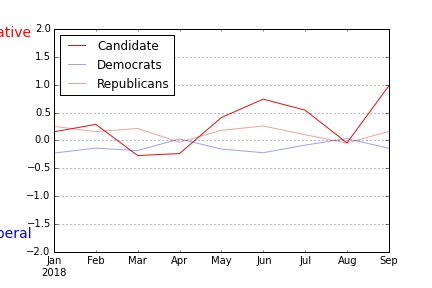 2.0
ative
Candidate
Democrats
Republicans
1.5
1.0
0.5
0.0
−0.5
−1.0
−1.5
beral
−2.0
Jan Feb Mar Apr May Jun Jul Aug Sep
2018